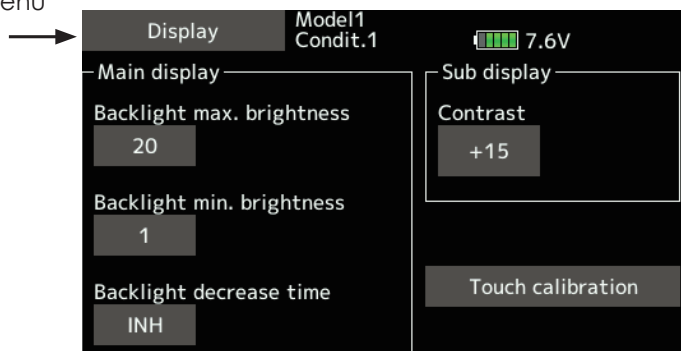 enu
Display
Model1
Condit.1
7.6V
Main display
Backlight max. brightness
20
Backlight min. brightness
1
Backlight decrease time
INH
Sub display
Contrast
+15
Touch calibration